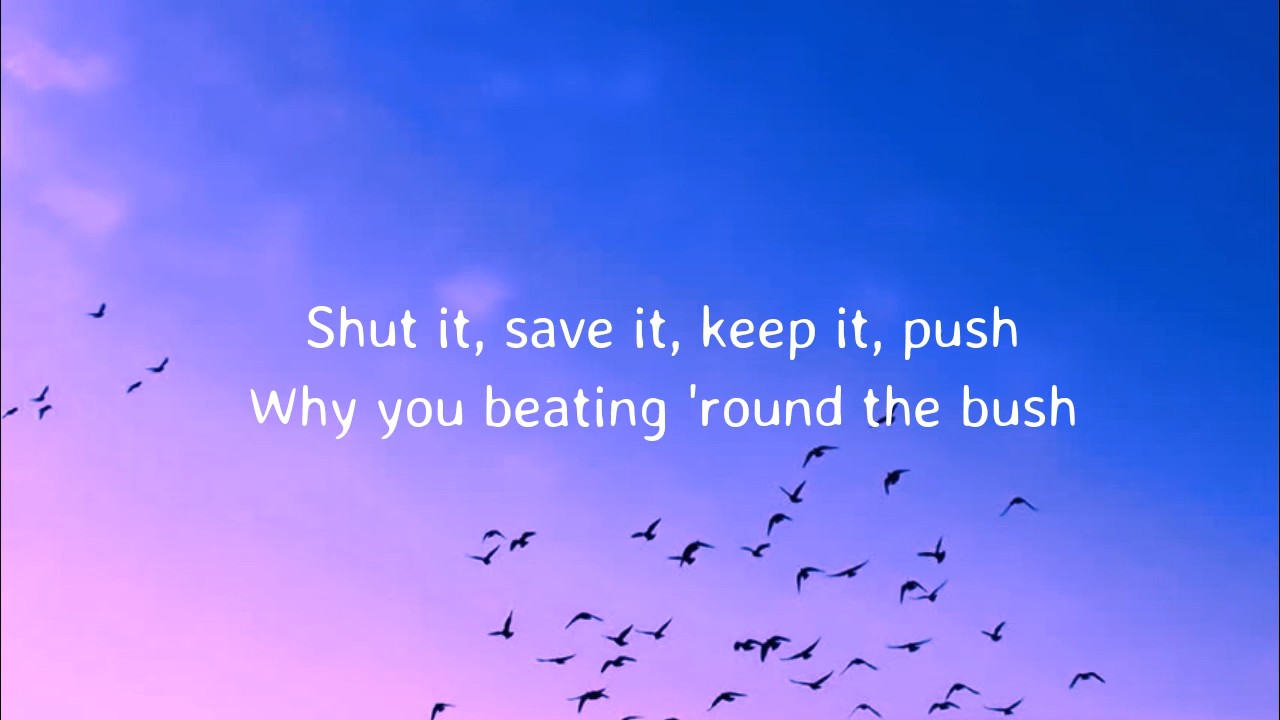 Shut it, save it, keep it, push
Why you beating 'round the bush